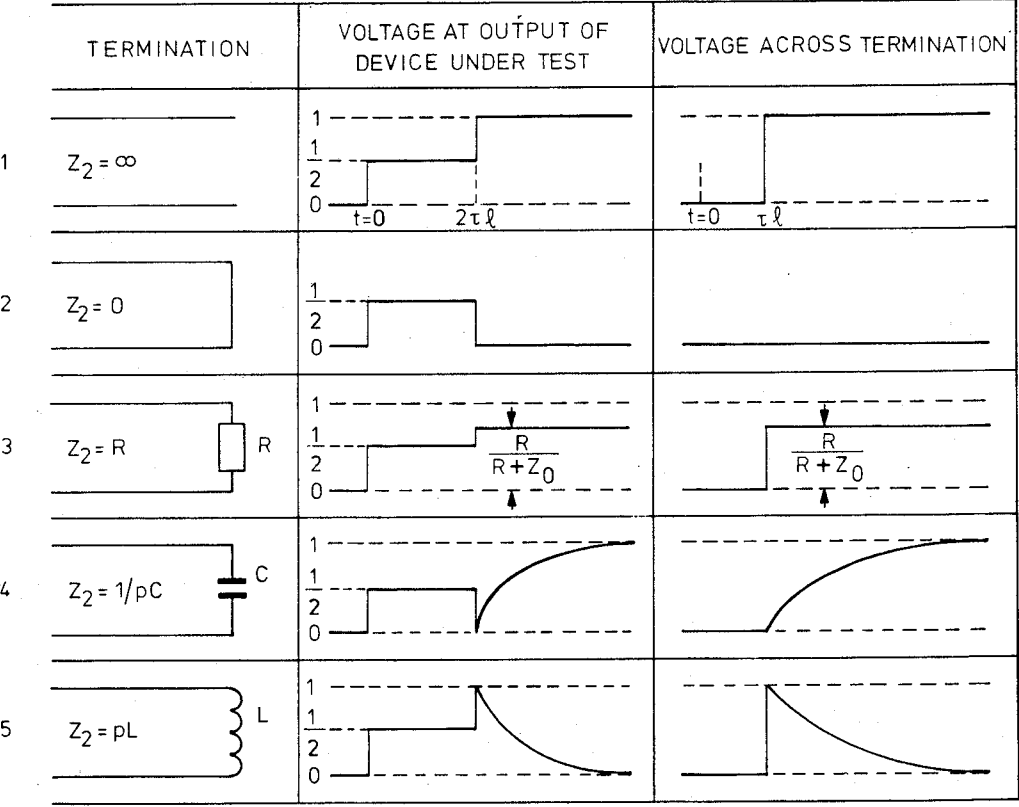 TERMINATION
VOLTAGE AT OUTPUT OF
DEVICE UNDER TEST
VOLTAGE ACROSS TERMINATION
1
Z2 = ∞
1
1/2
0
t=0
2τℓ
t=0
τℓ
2
Z2 = 0
1/2
0
3
Z2 = R
R
1
1/2
0
R/(R+Z0)
R/(R+Z0)
4
Z2 = 1/pC
C
1
1/2
0
5
Z2 = pL
L
1
1/2
0